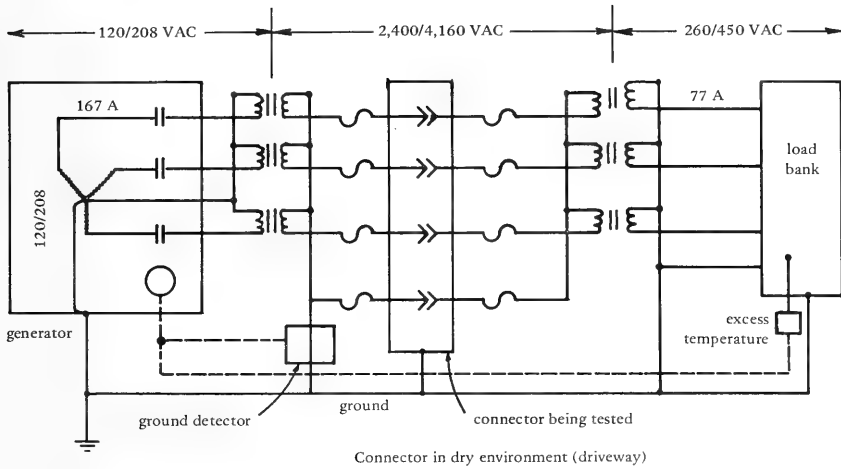 120/208 VAC
2,400/4,160 VAC
260/450 VAC
167 A
77 A
load
bank
120/208
generator
excess
temperature
ground detector
ground
connector being tested
Connector in dry environment (driveway)